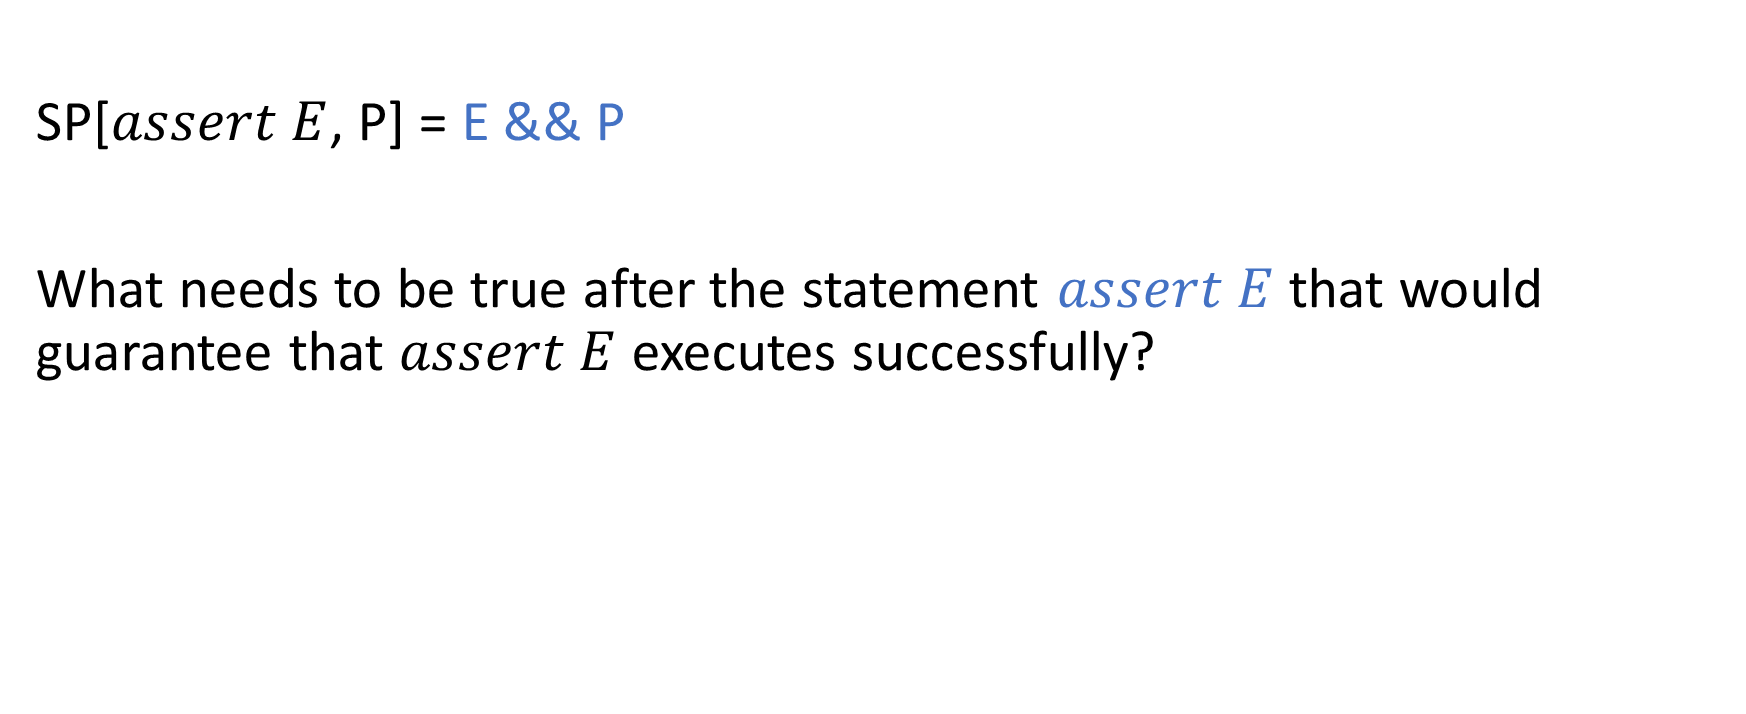 SP[assert E, P] = E && P
What needs to be true after the statement assert E that would
guarantee that assert E executes successfully?